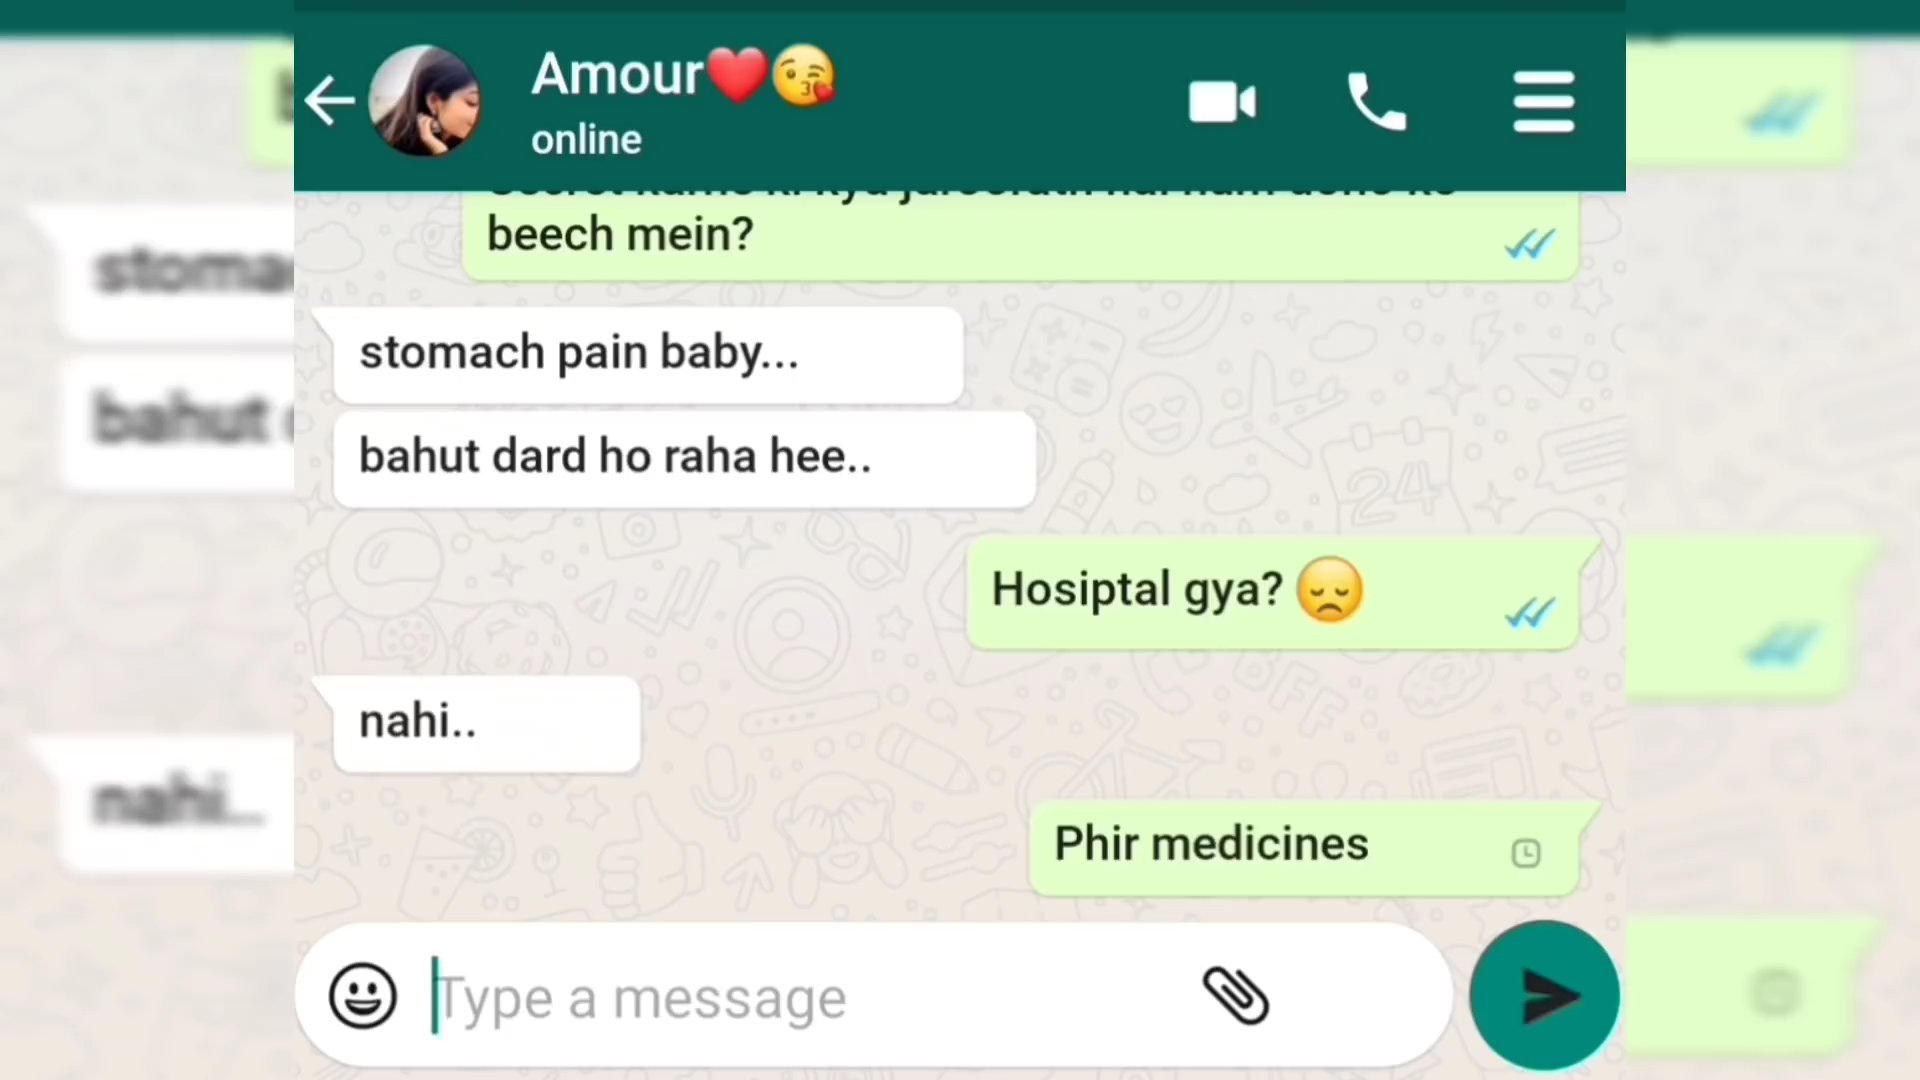 Amour❤️😘
online
beech mein?
stomach pain baby...
bahut dard ho raha hee..
Hosiptal gya? 😞
nahi..
Phir medicines
Type a message